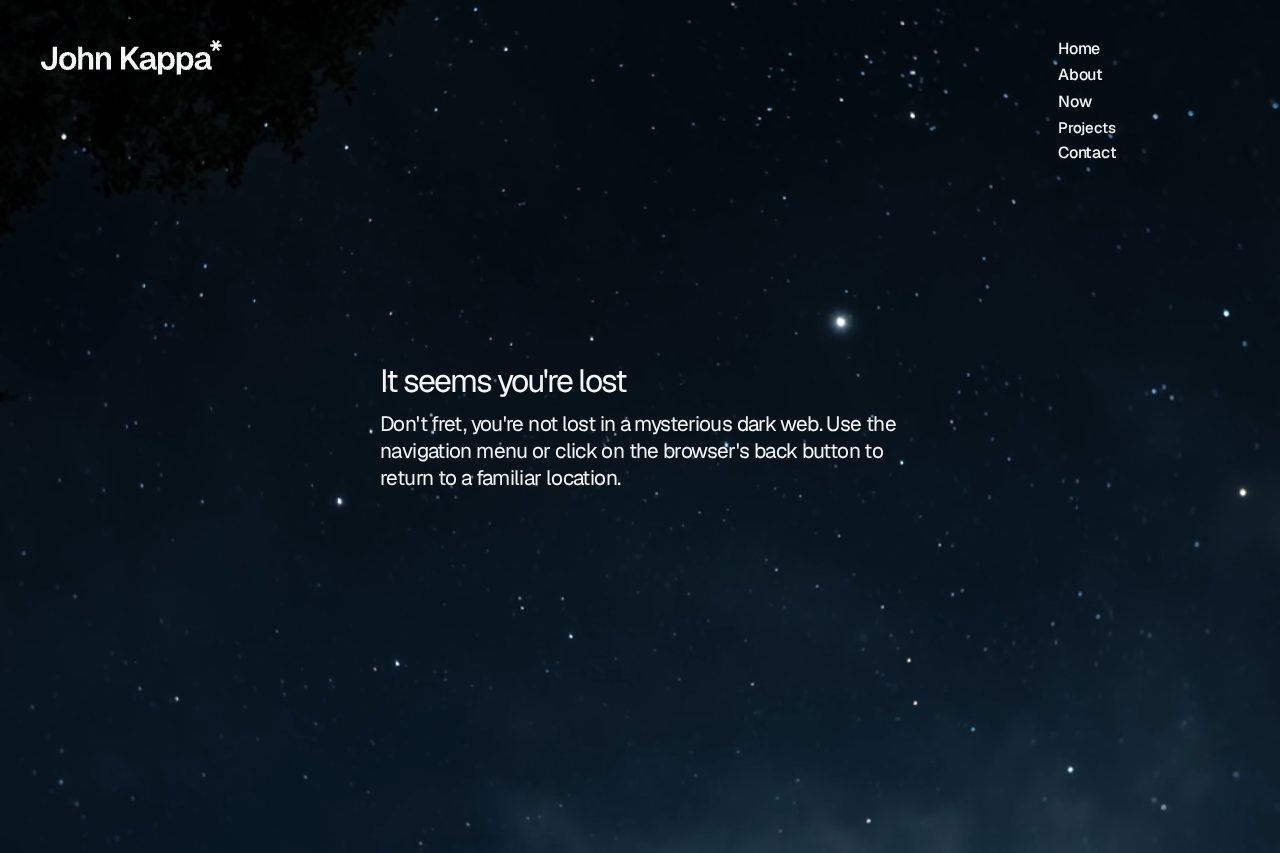 John Kappa*
Home
About
Now
Projects
Contact
It seems you're lost
Don't fret, you're not lost in a mysterious dark web. Use the
navigation menu or click on the browser's back button to
return to a familiar location.